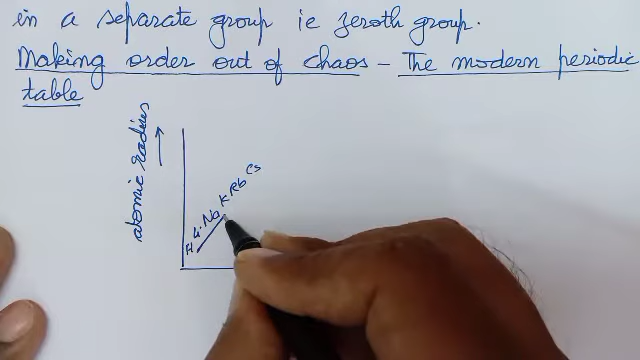 in a separate group ie zeroth group.
Making order out of chaos – The modern periodic
table
atomic radius
H Li Na K Rb Cs